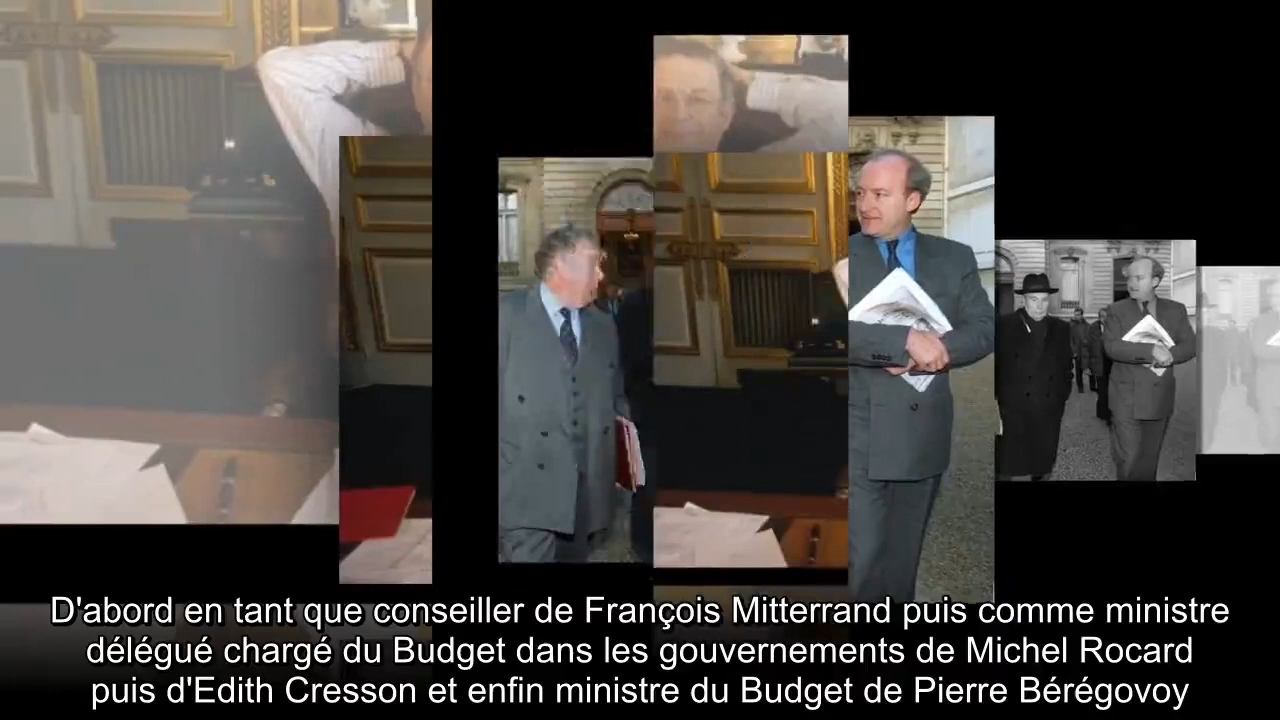 D'abord en tant que conseiller de François Mitterrand puis comme ministre
délégué chargé du Budget dans les gouvernements de Michel Rocard
puis d'Edith Cresson et enfin ministre du Budget de Pierre Bérégovoy